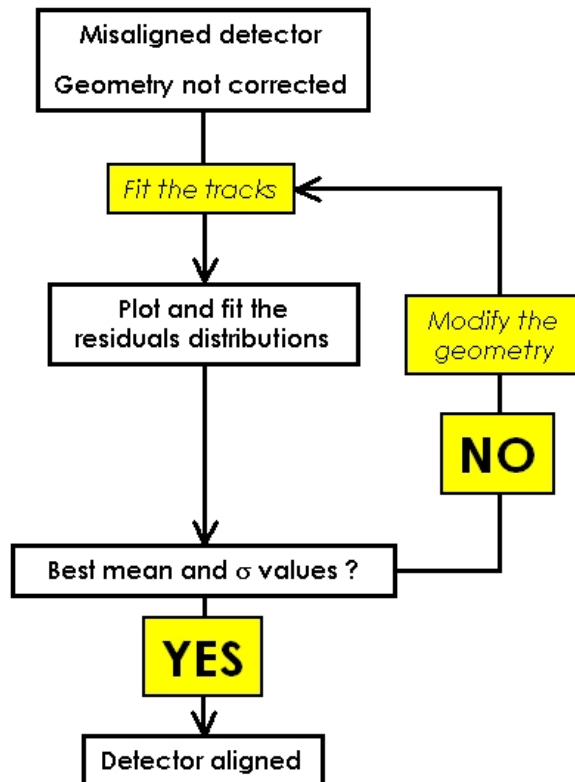 Misaligned detector
Geometry not corrected
Fit the tracks
Plot and fit the
residuals distributions
Modify the
geometry
NO
Best mean and σ values ?
YES
Detector aligned